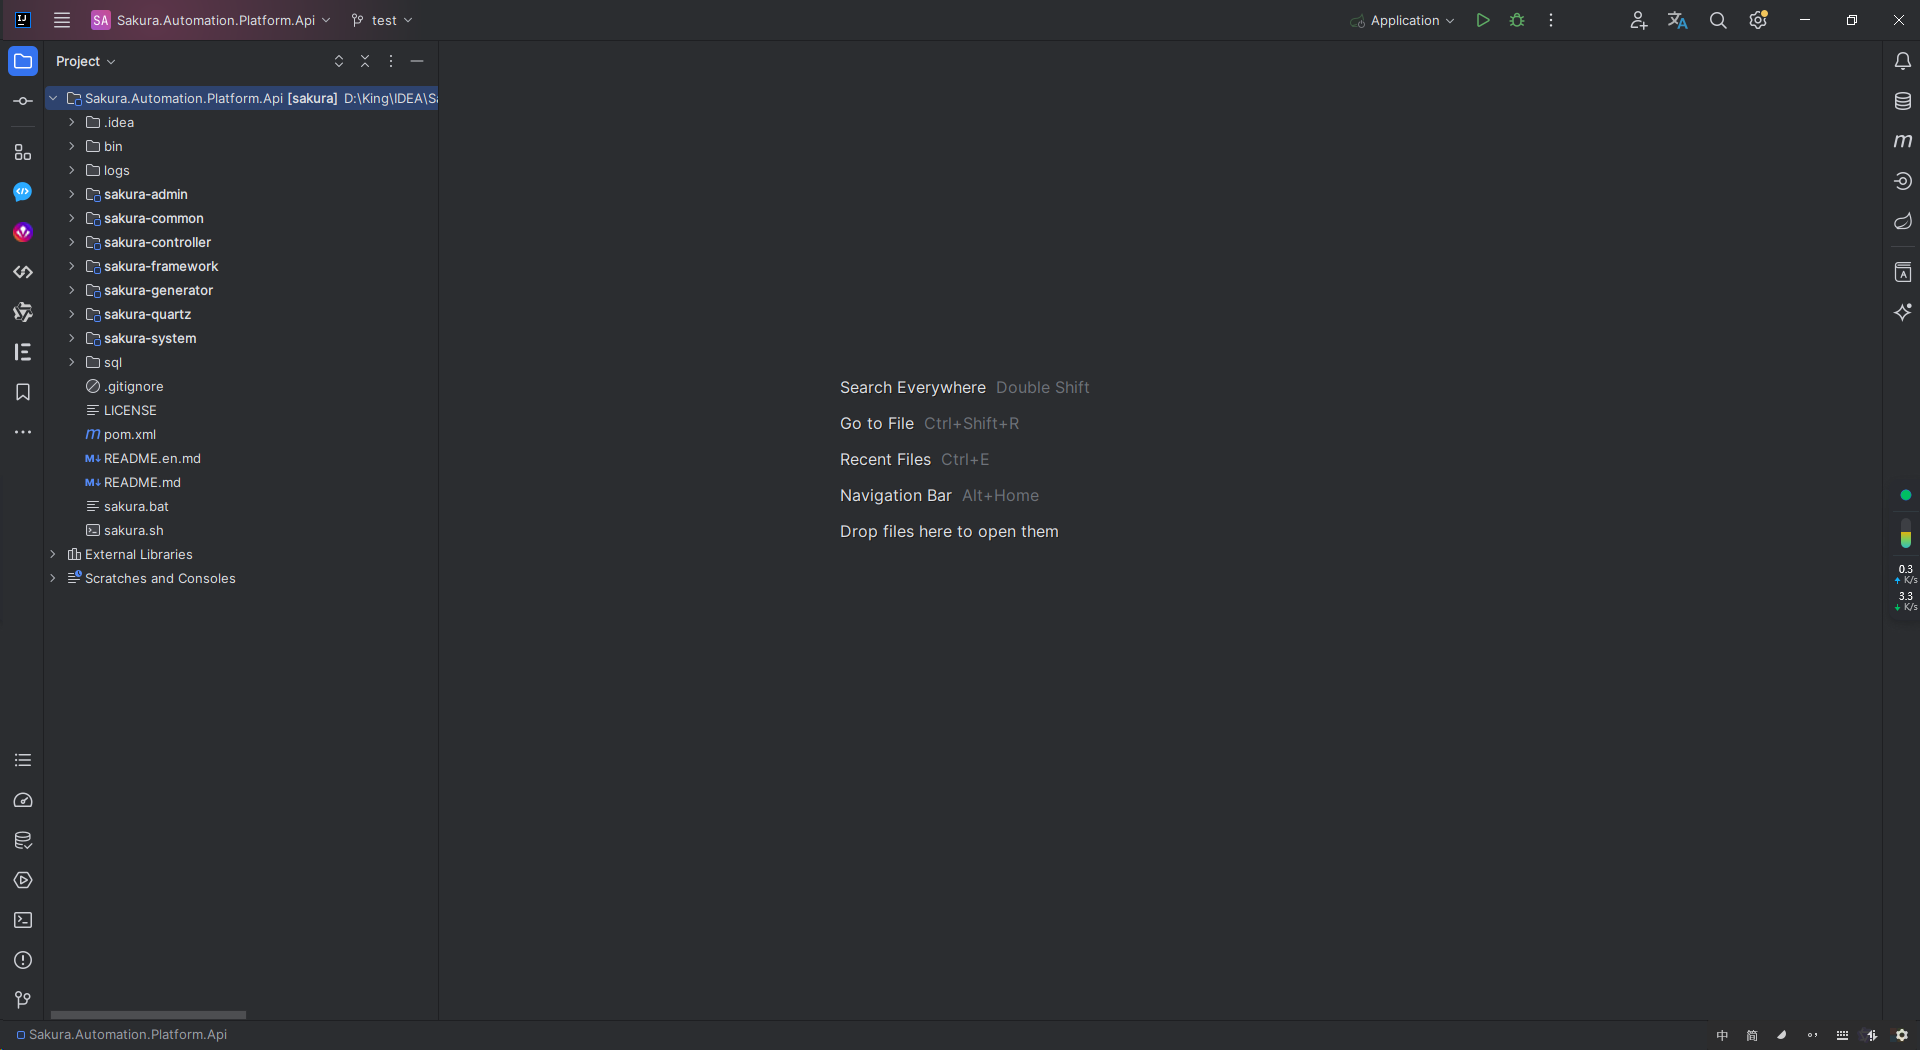 SA Sakura.Automation.Platform.Api test Application
Project
Sakura.Automation.Platform.Api [sakura] D:\King\IDEA\Sa
.idea
bin
logs
sakura-admin
sakura-common
sakura-controller
sakura-framework
sakura-generator
sakura-quartz
sakura-system
sql
.gitignore
LICENSE
pom.xml
README.en.md
README.md
sakura.bat
sakura.sh
External Libraries
Scratches and Consoles
Search Everywhere Double Shift
Go to File Ctrl+Shift+R
Recent Files Ctrl+E
Navigation Bar Alt+Home
Drop files here to open them
0.3
K/s
3.3
K/s
Sakura.Automation.Platform.Api
中 简